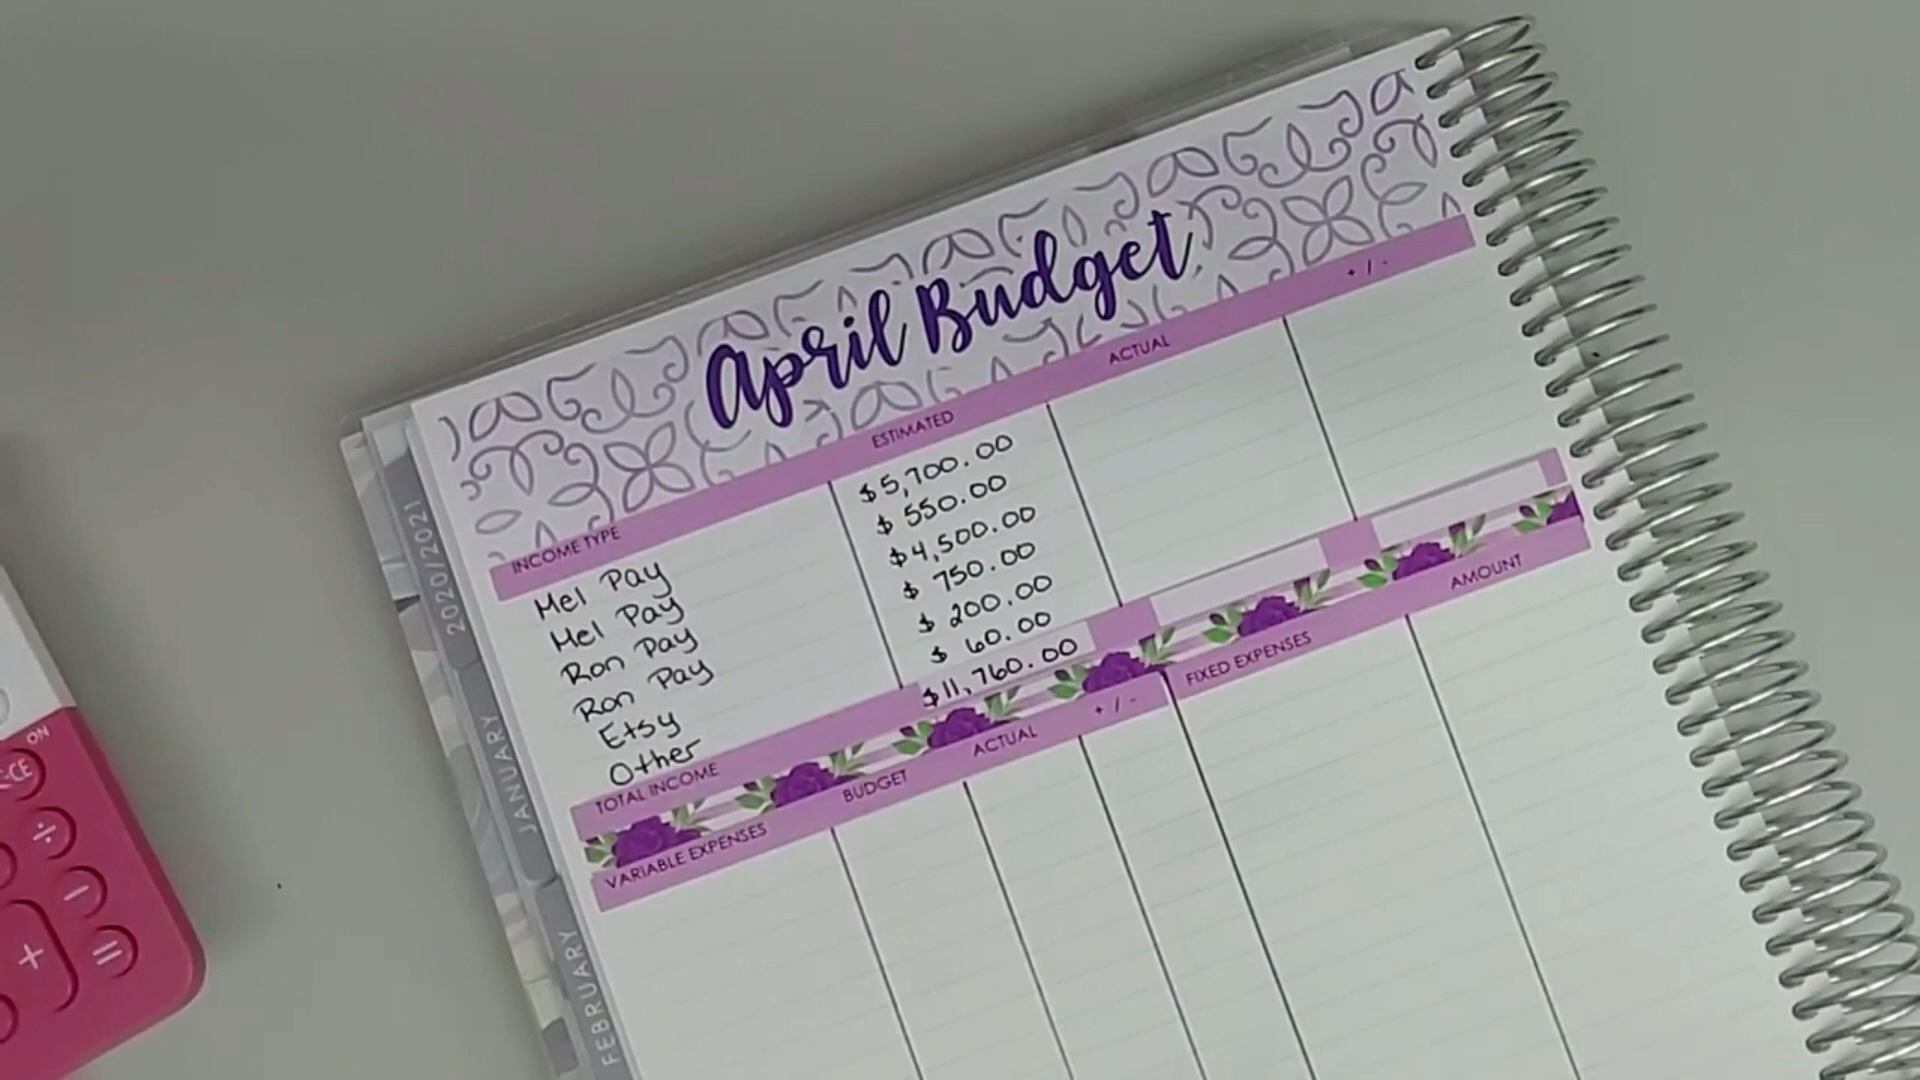 April Budget
INCOME TYPE ESTIMATED ACTUAL + / -
Mel Pay $5,700.00
Mel Pay $ 550.00
Ron Pay $4,500.00
Ron Pay $ 750.00
Etsy $ 200.00
Other $ 60.00
TOTAL INCOME $11,760.00
VARIABLE EXPENSES BUDGET ACTUAL + / - FIXED EXPENSES AMOUNT
2020/2021
JANUARY
FEBRUARY
ON
CE
÷
−
+
=